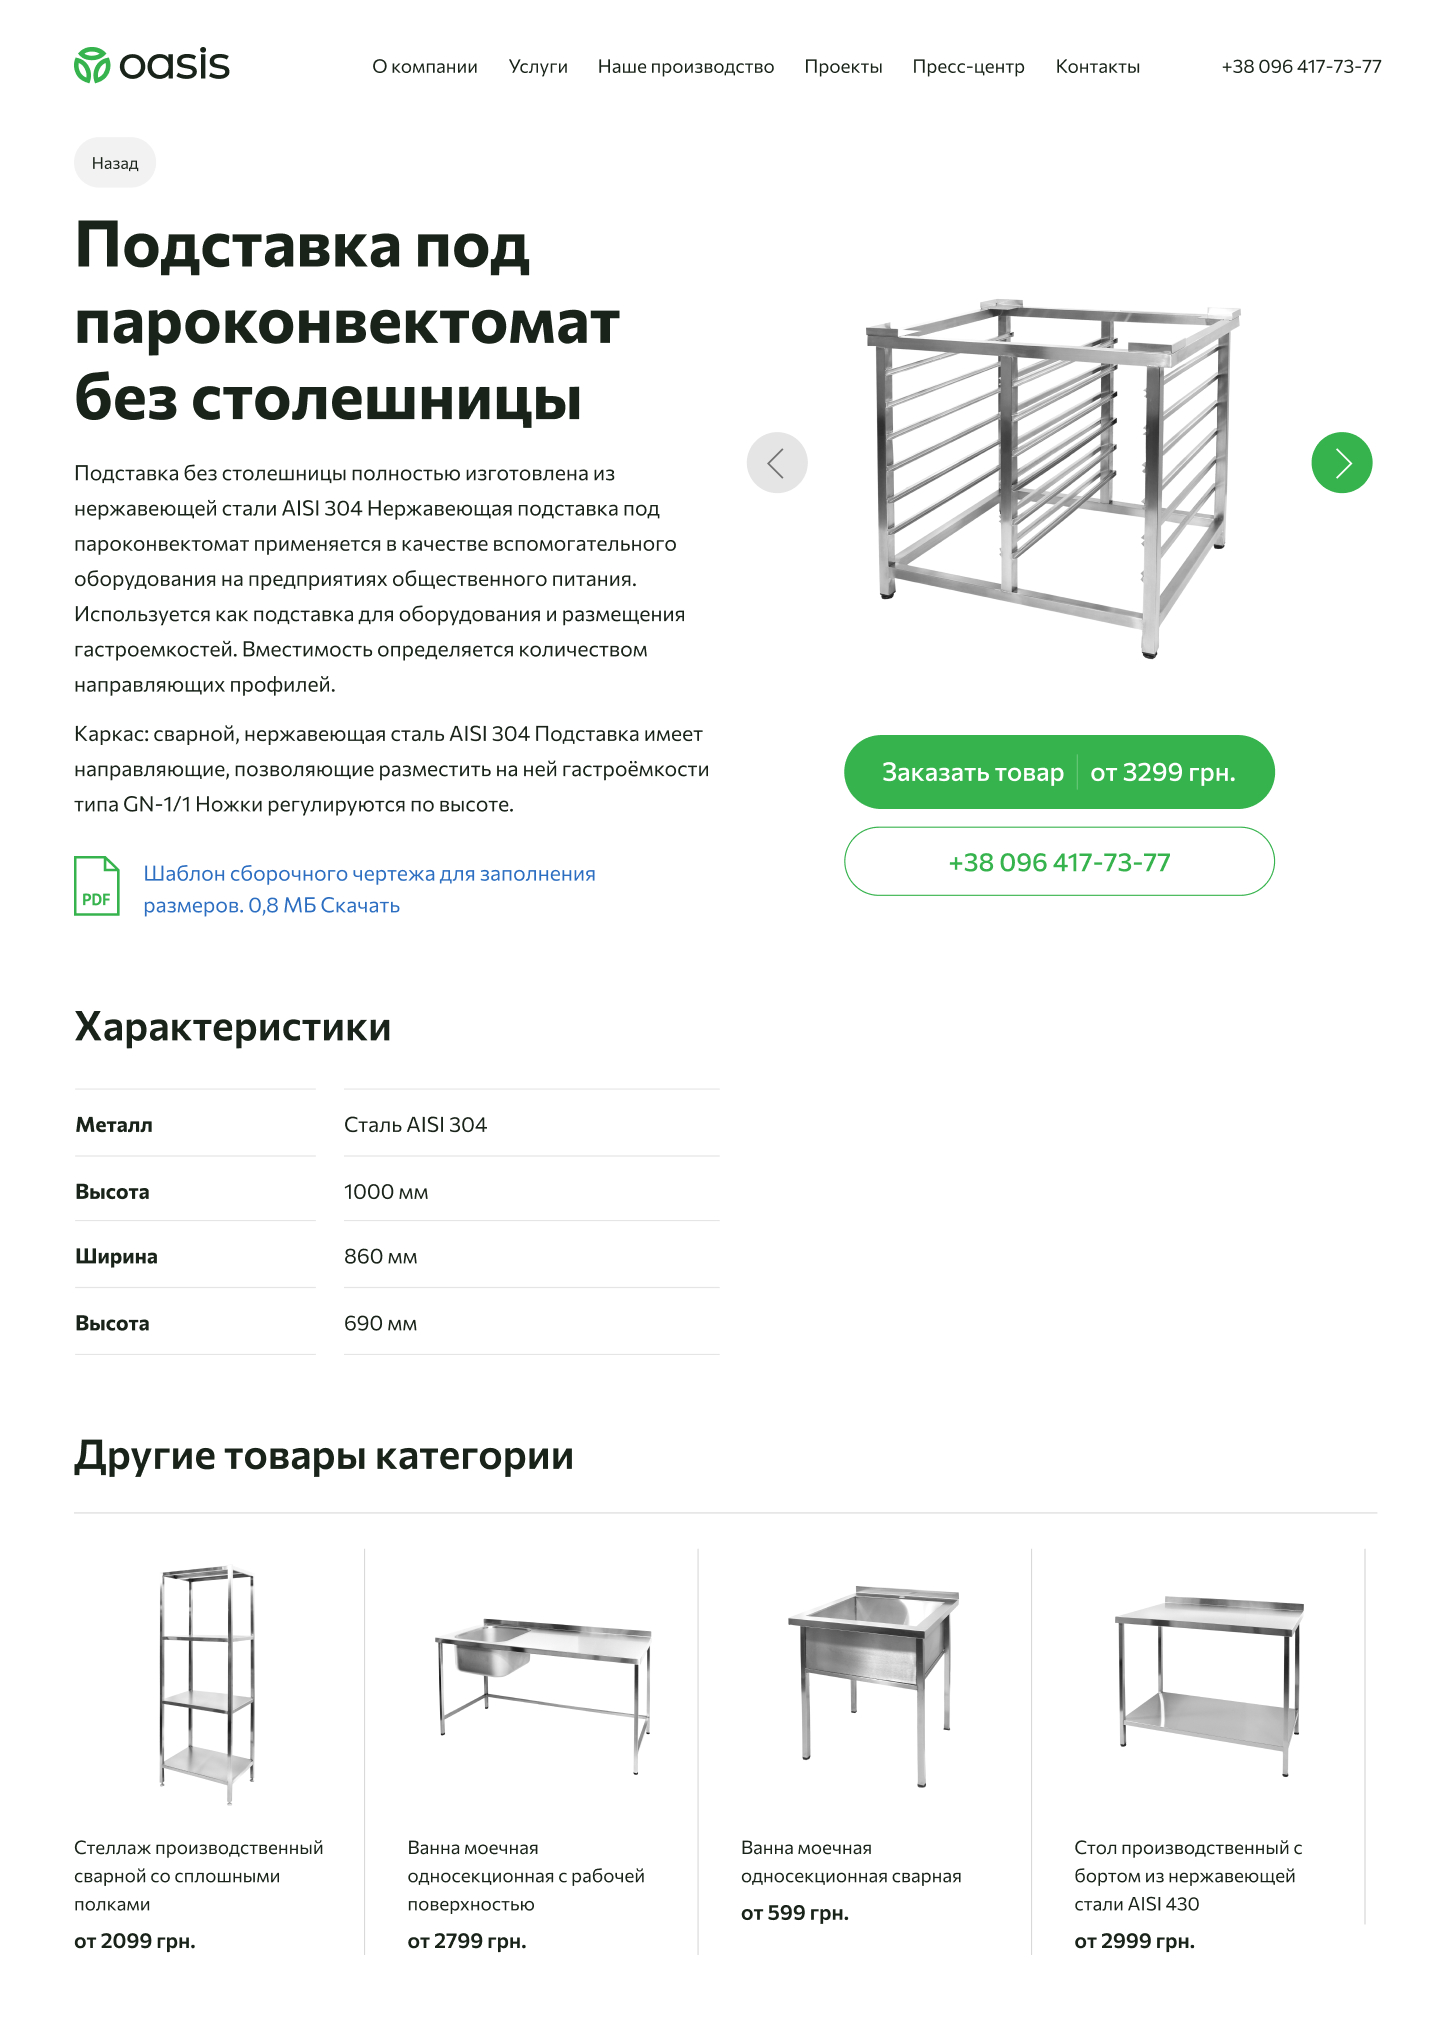 oasis
О компании Услуги Наше производство Проекты Пресс-центр Контакты +38 096 417-73-77
Назад
Подставка под
пароконвектомат
без столешницы
Подставка без столешницы полностью изготовлена из
нержавеющей стали AISI 304 Нержавеющая подставка под
пароконвектомат применяется в качестве вспомогательного
оборудования на предприятиях общественного питания.
Используется как подставка для оборудования и размещения
гастроемкостей. Вместимость определяется количеством
направляющих профилей.
Каркас: сварной, нержавеющая сталь AISI 304 Подставка имеет
направляющие, позволяющие разместить на ней гастроёмкости
типа GN-1/1 Ножки регулируются по высоте.
PDF
Шаблон сборочного чертежа для заполнения
размеров. 0,8 МБ Скачать
Заказать товар от 3299 грн.
+38 096 417-73-77
Характеристики
Металл Сталь AISI 304
Высота 1000 мм
Ширина 860 мм
Высота 690 мм
Другие товары категории
Стеллаж производственный
сварной со сплошными
полками
от 2099 грн.
Ванна моечная
односекционная с рабочей
поверхностью
от 2799 грн.
Ванна моечная
односекционная сварная
от 599 грн.
Стол производственный с
бортом из нержавеющей
стали AISI 430
от 2999 грн.